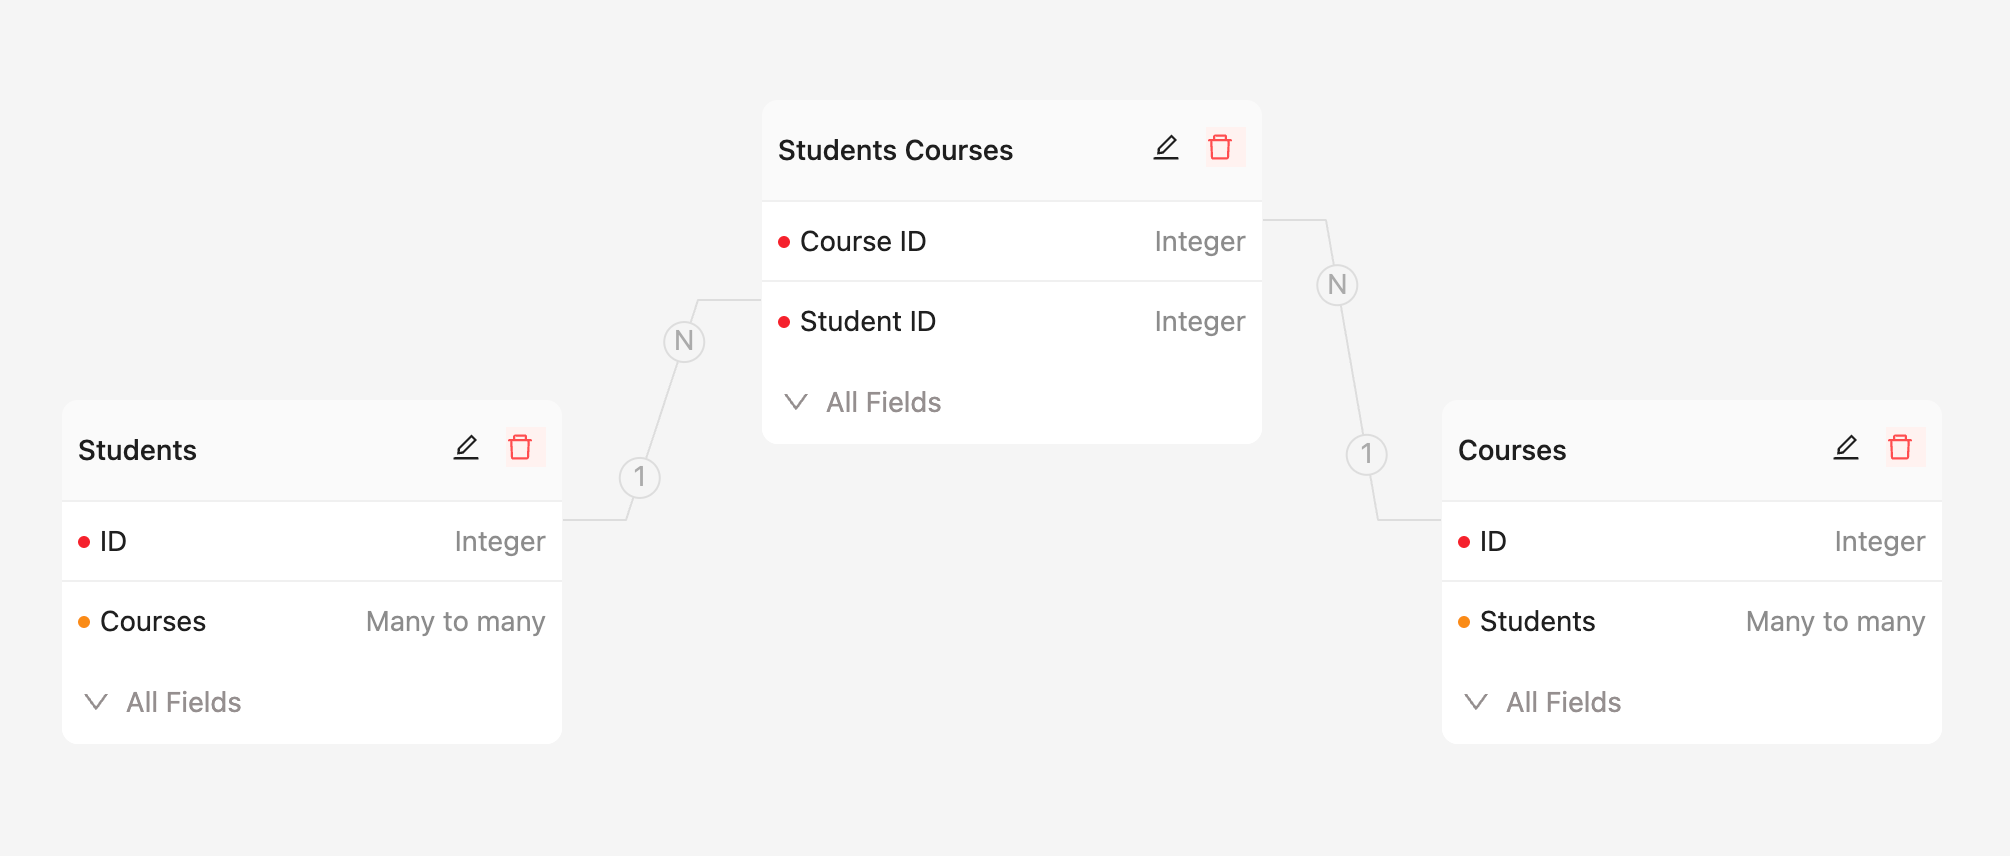 Students Courses
Course ID Integer
Student ID Integer
All Fields
N
1
N
1
Students
ID Integer
Courses Many to many
All Fields
Courses
ID Integer
Students Many to many
All Fields